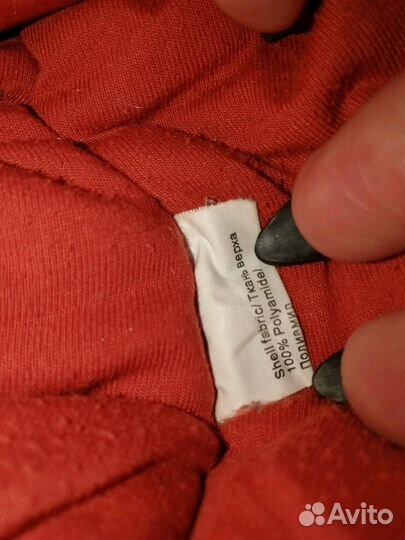 Shell fabric/ Ткань верха
100% Polyamide/
Полиамид
Avito